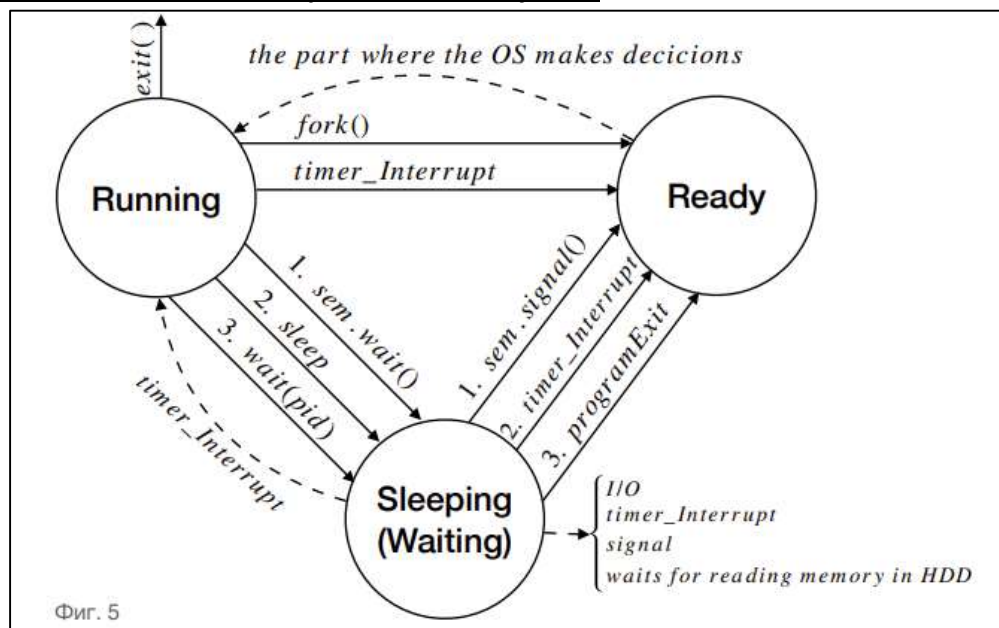 exit()
the part where the OS makes decicions
fork()
timer_Interrupt
Running
Ready
1. sem.wait()
2. sleep
3. wait(pid)
timer_Interrupt
1. sem.signal()
2. timer_Interrupt
3. programExit
Sleeping
(Waiting)
I/O
timer_Interrupt
signal
waits for reading memory in HDD
Фиг. 5